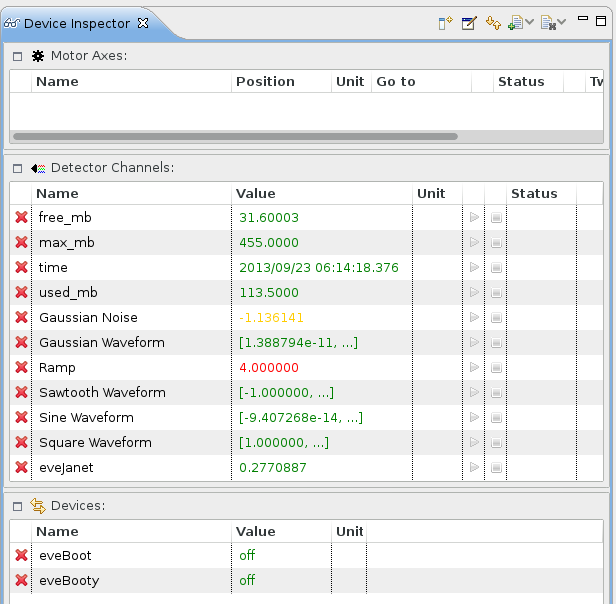 Device Inspector
Motor Axes:
Name Position Unit Go to Status Tw
Detector Channels:
Name Value Unit Status
free_mb 31.60003
max_mb 455.0000
time 2013/09/23 06:14:18.376
used_mb 113.5000
Gaussian Noise -1.136141
Gaussian Waveform [1.388794e-11, ...]
Ramp 4.000000
Sawtooth Waveform [-1.000000, ...]
Sine Waveform [-9.407268e-14, ...]
Square Waveform [1.000000, ...]
eveJanet 0.2770887
Devices:
Name Value Unit
eveBoot off
eveBooty off